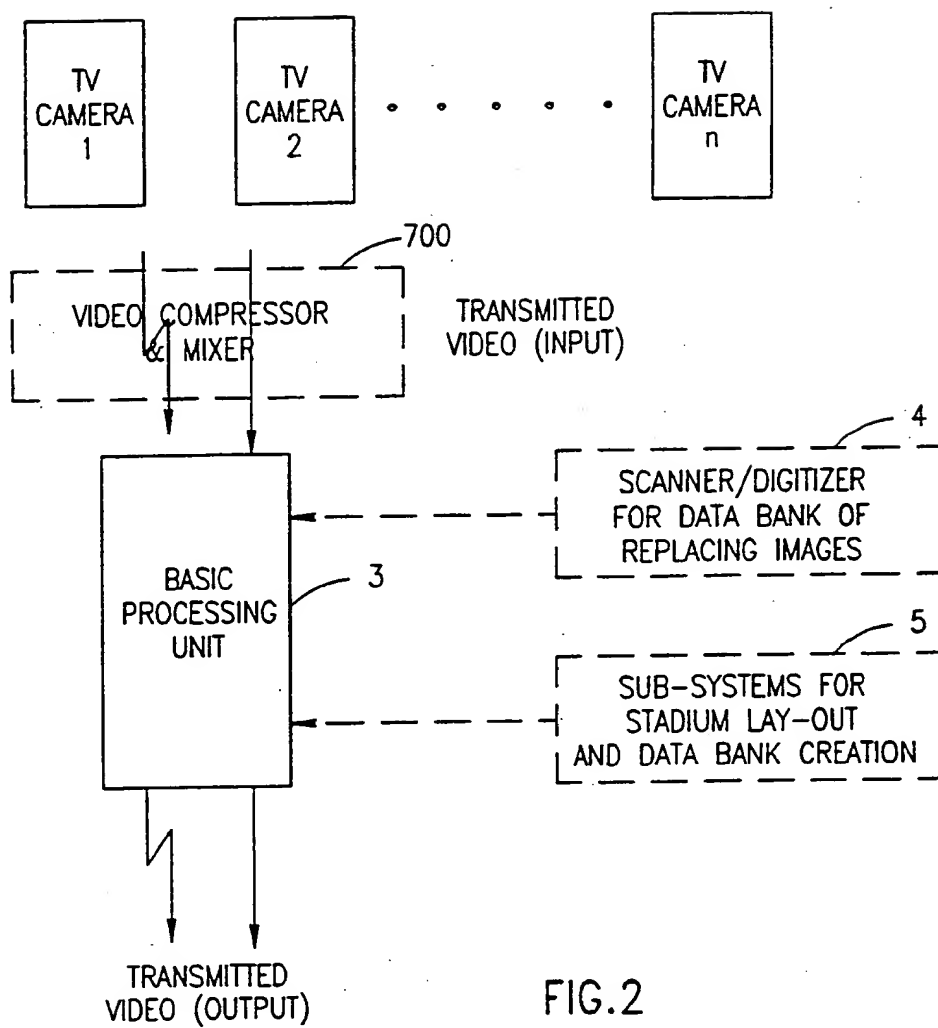 TV
CAMERA
1
TV
CAMERA
2
TV
CAMERA
n
700
VIDEO COMPRESSOR
& MIXER
TRANSMITTED
VIDEO (INPUT)
4
SCANNER/DIGITIZER
FOR DATA BANK OF
REPLACING IMAGES
BASIC
PROCESSING
UNIT
3
5
SUB-SYSTEMS FOR
STADIUM LAY-OUT
AND DATA BANK CREATION
TRANSMITTED
VIDEO (OUTPUT)
FIG.2